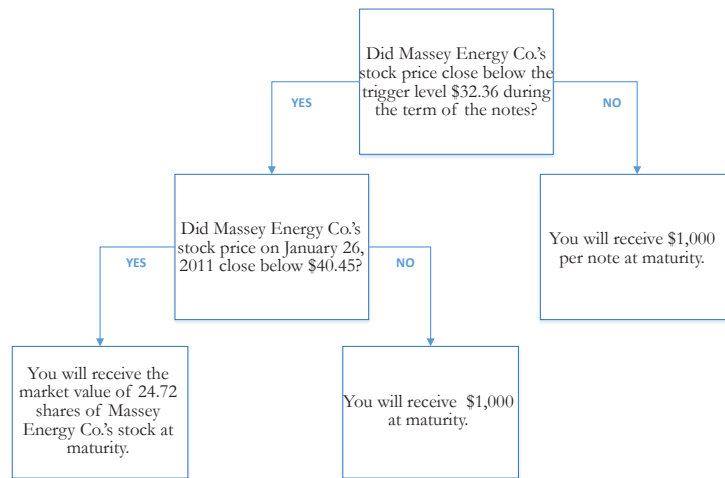 Did Massey Energy Co.'s
stock price close below the
trigger level $32.36 during
the term of the notes?
YES
NO
Did Massey Energy Co.'s
stock price on January 26,
2011 close below $40.45?
You will receive $1,000
per note at maturity.
YES
NO
You will receive the
market value of 24.72
shares of Massey
Energy Co.'s stock at
maturity.
You will receive $1,000
at maturity.